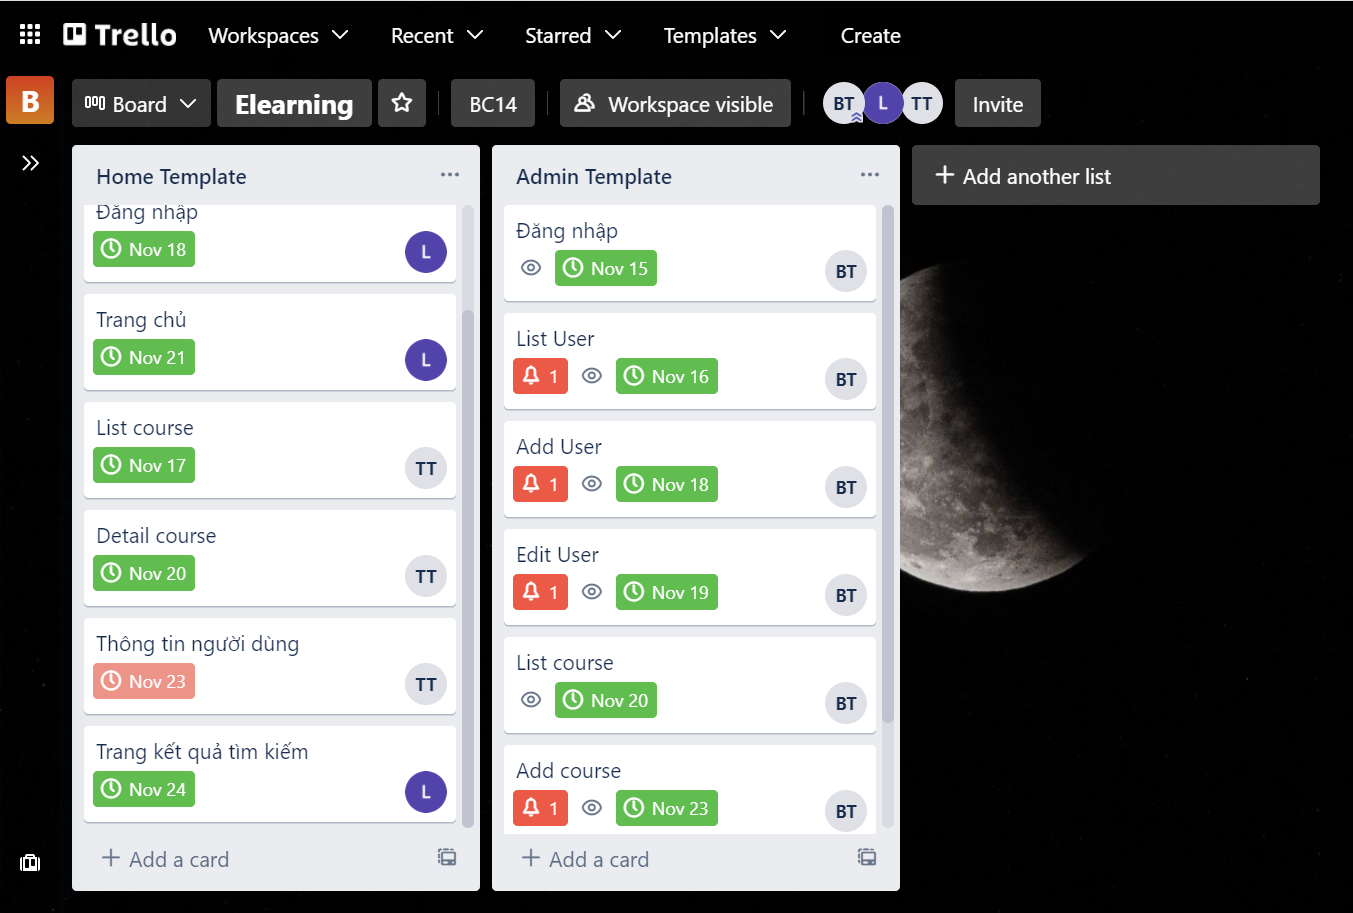 Trello
Workspaces
Recent
Starred
Templates
Create
B
Board
Elearning
BC14
Workspace visible
BT
L
TT
Invite
Home Template
Đăng nhập
Nov 18
L
Trang chủ
Nov 21
L
List course
Nov 17
TT
Detail course
Nov 20
TT
Thông tin người dùng
Nov 23
TT
Trang kết quả tìm kiếm
Nov 24
L
+ Add a card
Admin Template
Đăng nhập
Nov 15
BT
List User
1
Nov 16
BT
Add User
1
Nov 18
BT
Edit User
1
Nov 19
BT
List course
Nov 20
BT
Add course
1
Nov 23
BT
+ Add a card
+ Add another list